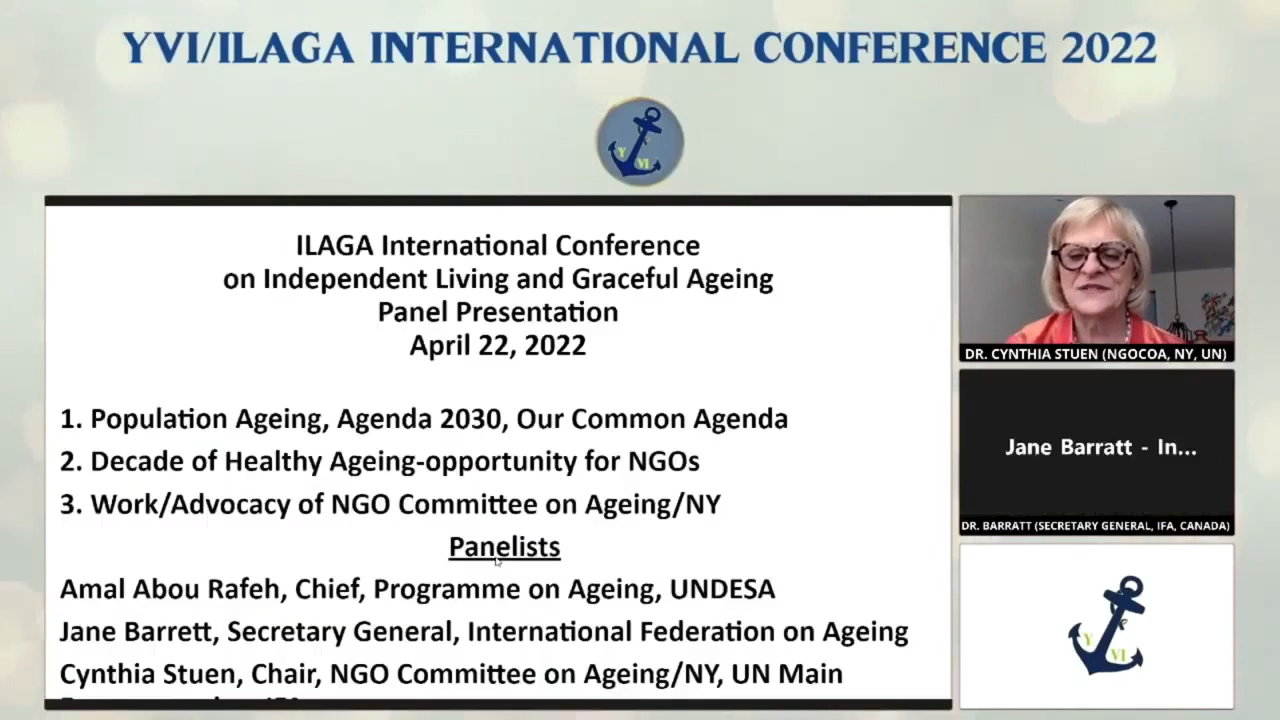 YVI/ILAGA INTERNATIONAL CONFERENCE 2022
Y
VI
ILAGA International Conference
on Independent Living and Graceful Ageing
Panel Presentation
April 22, 2022
1. Population Ageing, Agenda 2030, Our Common Agenda
2. Decade of Healthy Ageing-opportunity for NGOs
3. Work/Advocacy of NGO Committee on Ageing/NY
Panelists
Amal Abou Rafeh, Chief, Programme on Ageing, UNDESA
Jane Barrett, Secretary General, International Federation on Ageing
Cynthia Stuen, Chair, NGO Committee on Ageing/NY, UN Main
DR. CYNTHIA STUEN (NGOCOA, NY, UN)
Jane Barratt - In...
DR. BARRATT (SECRETARY GENERAL, IFA, CANADA)
Y
VI